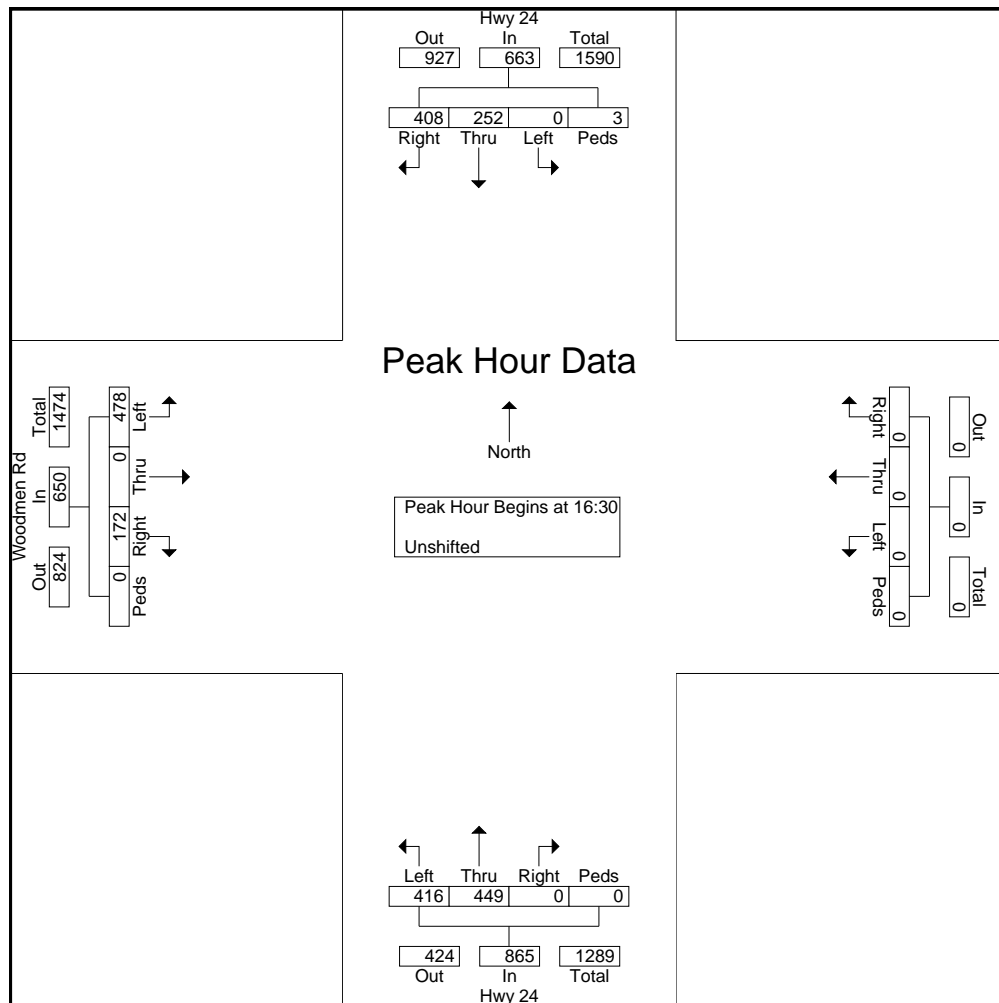 Hwy 24
Out In Total
927 663 1590
408 252 0 3
Right Thru Left Peds
Peak Hour Data
North
Peak Hour Begins at 16:30
Unshifted
Woodmen Rd
Out In Total
824 650 1474
Left Thru Right Peds
478 0 172 0
Right Thru Left Peds
0 0 0 0
Out In Total
0 0 0
Left Thru Right Peds
416 449 0 0
424 865 1289
Out In Total
Hwy 24